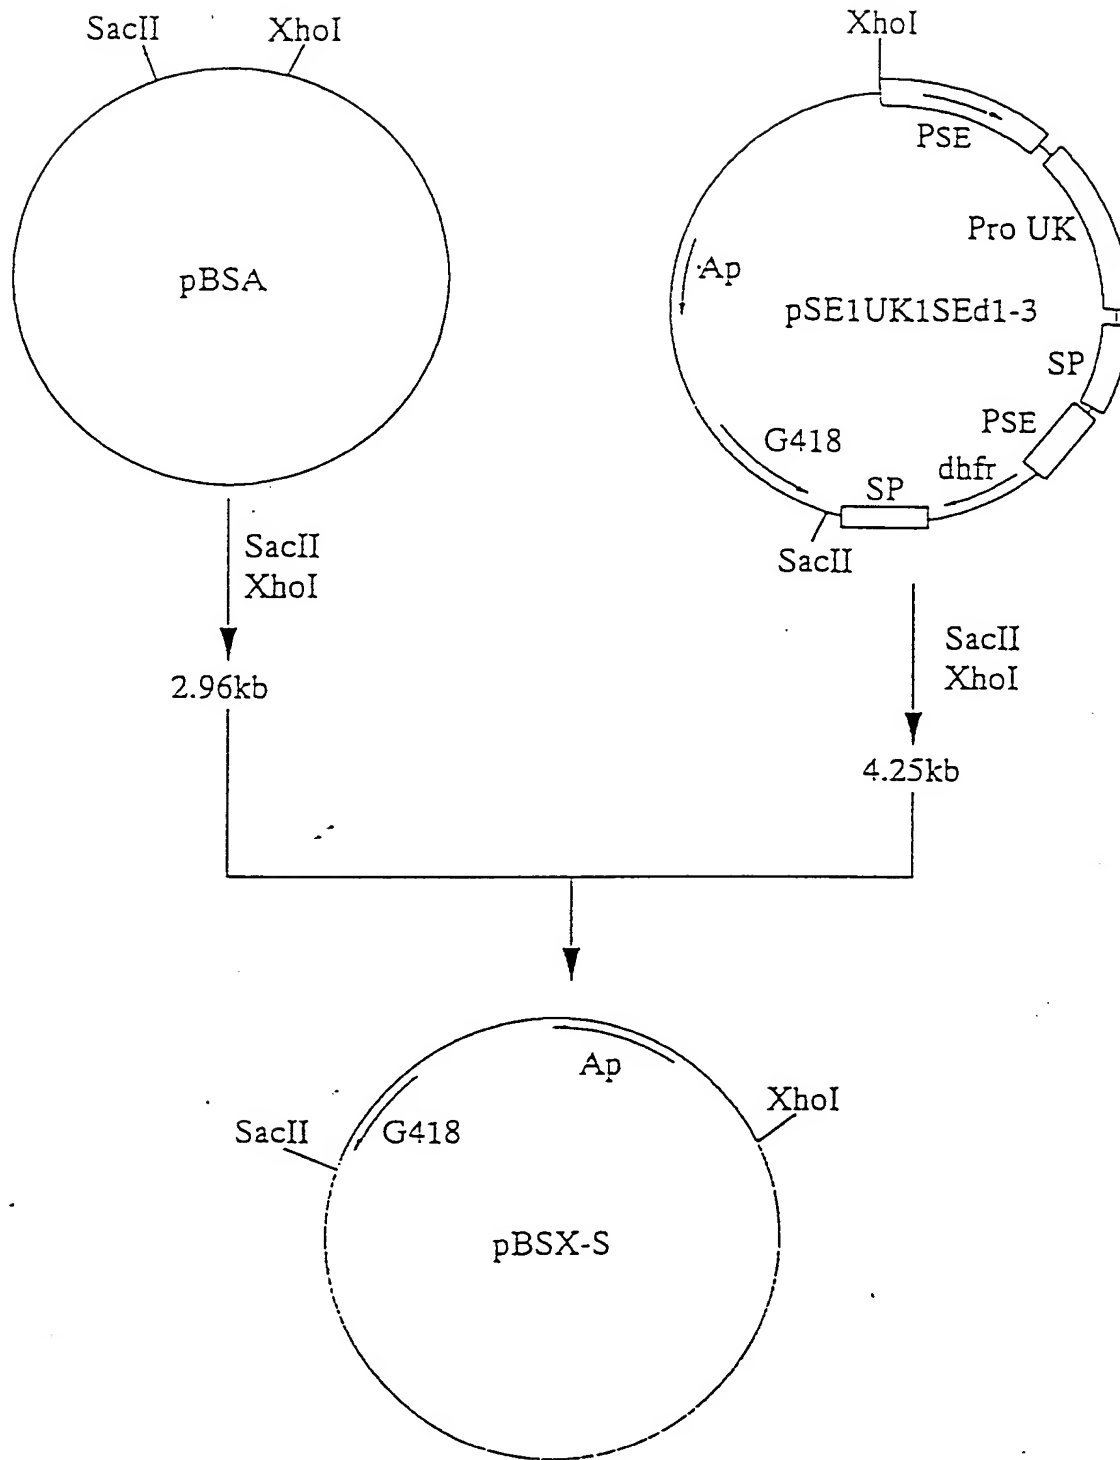 SacII
XhoI
pBSA
SacII
XhoI
2.96kb
XhoI
PSE
Pro UK
Ap
pSE1UK1SEd1-3
SP
PSE
G418
dhfr
SP
SacII
SacII
XhoI
4.25kb
Ap
XhoI
SacII
G418
pBSX-S